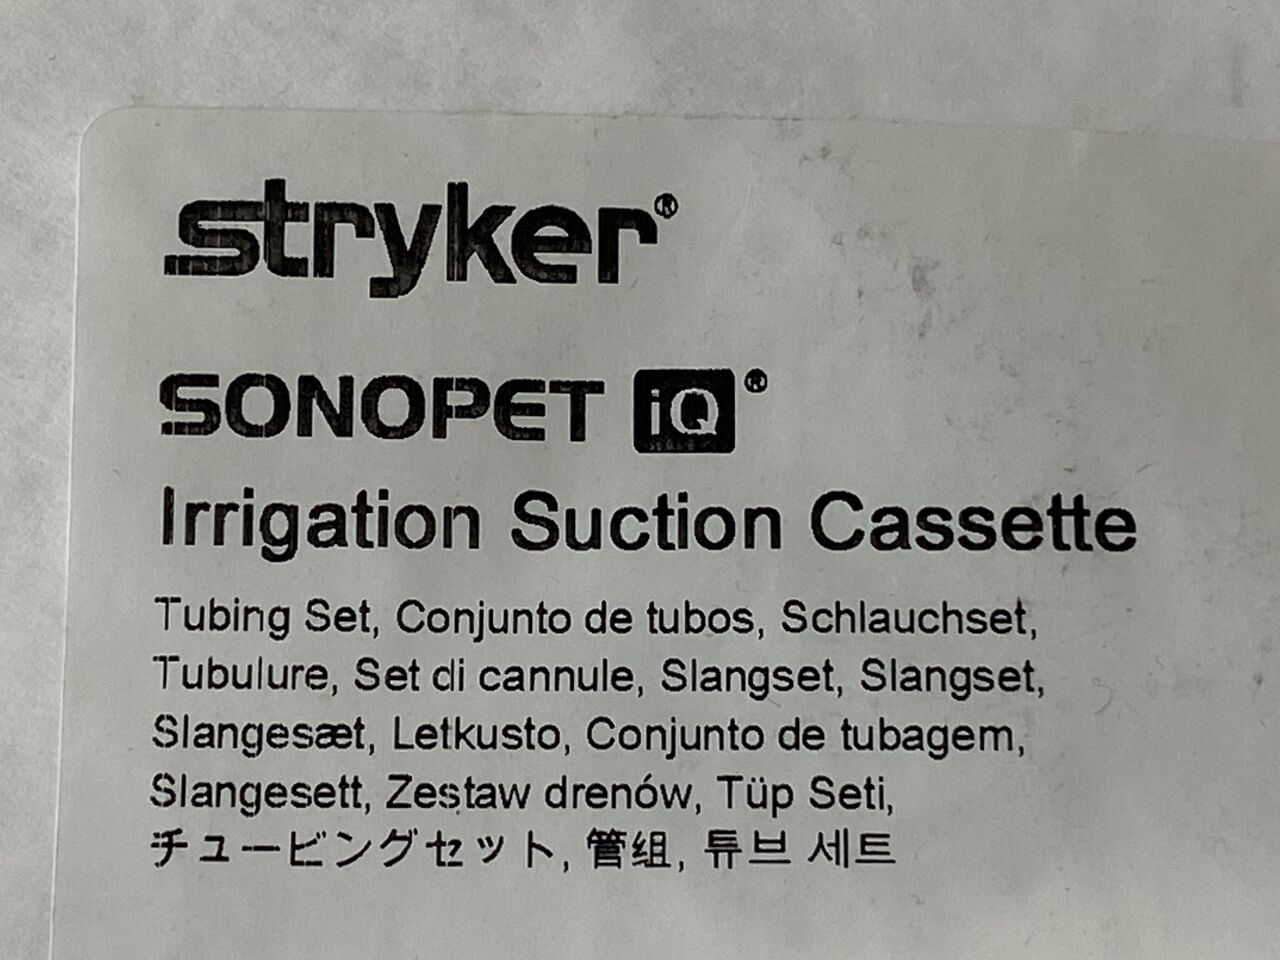 stryker®
SONOPET iQ®
Irrigation Suction Cassette
Tubing Set, Conjunto de tubos, Schlauchset,
Tubulure, Set di cannule, Slangset, Slangset,
Slangesæt, Letkusto, Conjunto de tubagem,
Slangesett, Zestaw drenów, Tüp Seti,
チュービングセット, 管组, 튜브 세트